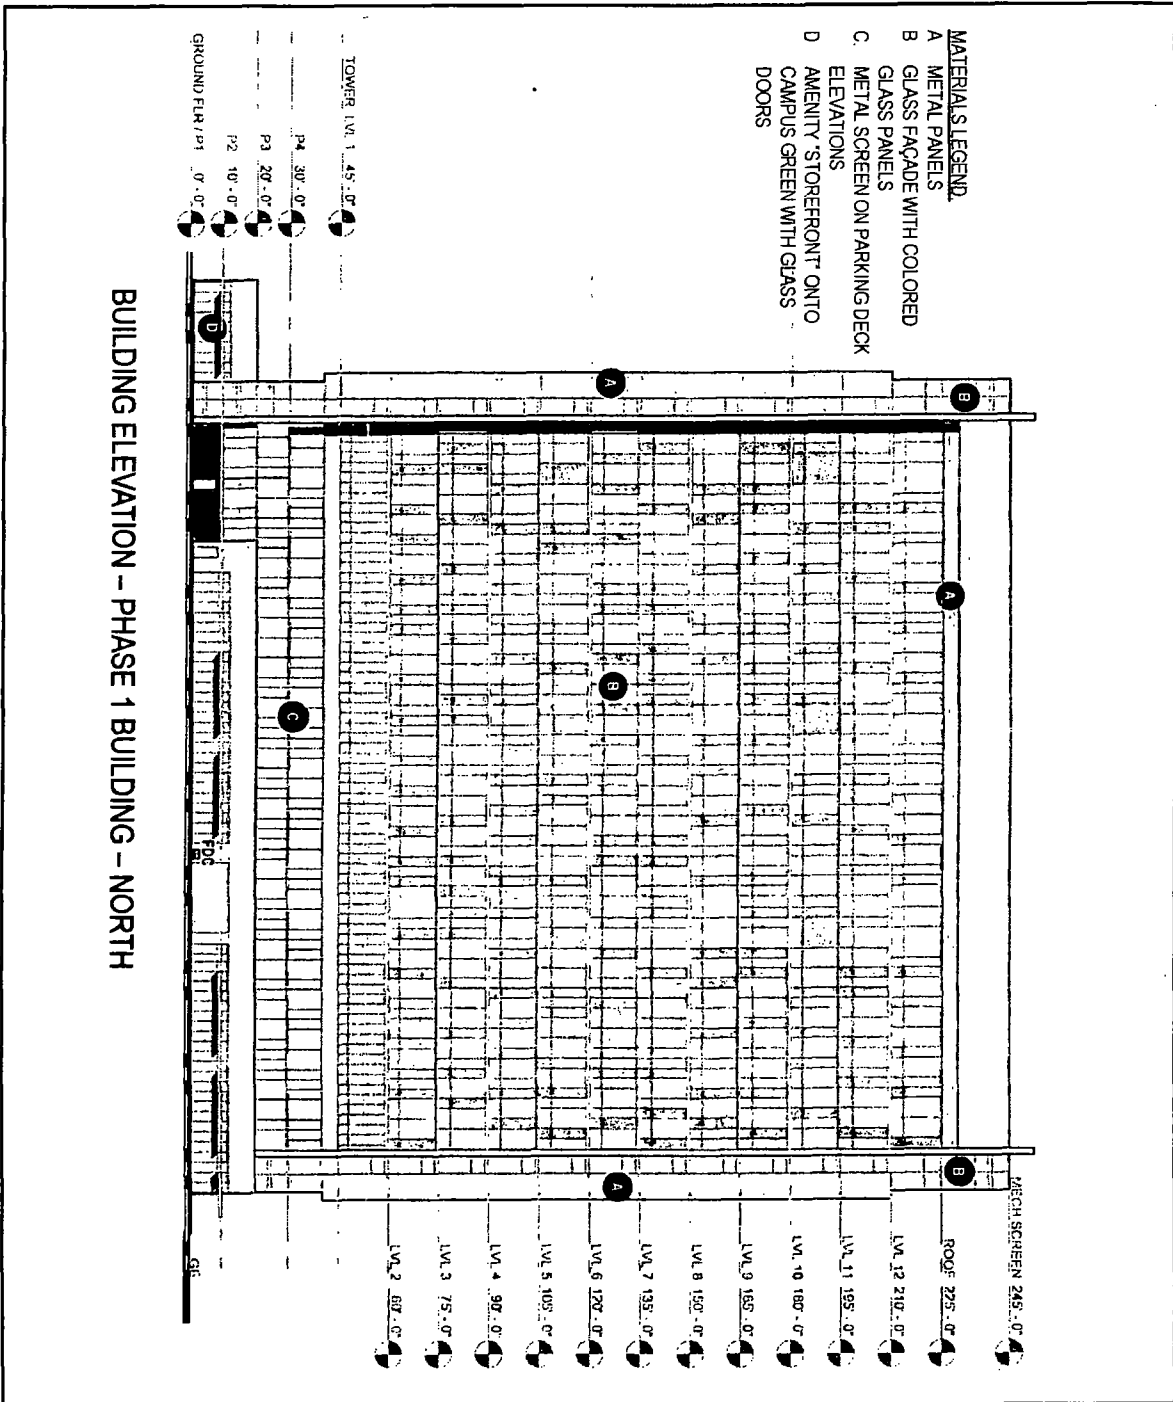 MATERIALS LEGEND.
A METAL PANELS
B GLASS FAÇADE WITH COLORED
GLASS PANELS
C. METAL SCREEN ON PARKING DECK
ELEVATIONS
D AMENITY "STOREFRONT" ONTO
CAMPUS GREEN WITH GLASS
DOORS
MECH SCREEN 245' - 0"
ROOF 225' - 0"
LVL 12 210' - 0"
LVL 11 195' - 0"
LVL 10 180' - 0"
LVL 9 165' - 0"
LVL 8 150' - 0"
LVL 7 135' - 0"
LVL 6 120' - 0"
LVL 5 105' - 0"
LVL 4 90' - 0"
LVL 3 75' - 0"
LVL 2 60' - 0"
TOWER LVL 1 45' - 0"
P4 30' - 0"
P3 20' - 0"
P2 10' - 0"
GROUND FLR / P1 0' - 0"
B
A
B
A
B
A
C
D
FDC
BUILDING ELEVATION – PHASE 1 BUILDING – NORTH